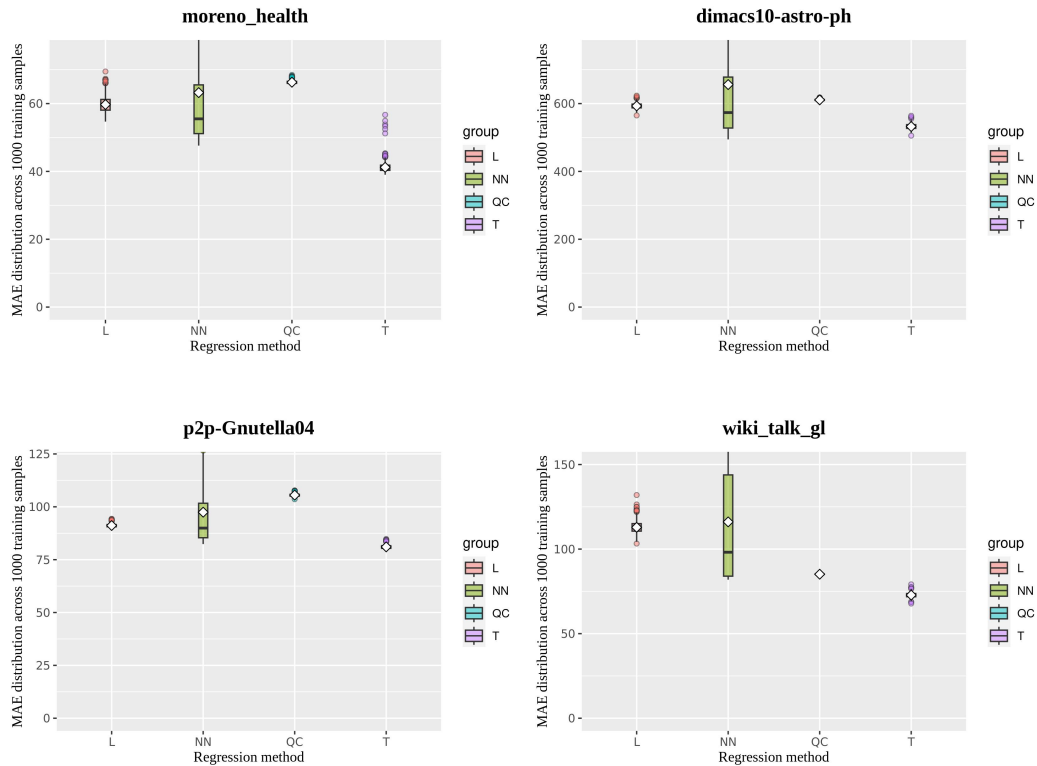 moreno_health
MAE distribution across 1000 training samples
60
40
20
0
L NN QC T
Regression method
group
L
NN
QC
T
dimacs10-astro-ph
MAE distribution across 1000 training samples
600
400
200
0
L NN QC T
Regression method
group
L
NN
QC
T
p2p-Gnutella04
MAE distribution across 1000 training samples
125
100
75
50
25
0
L NN QC T
Regression method
group
L
NN
QC
T
wiki_talk_gl
MAE distribution across 1000 training samples
150
100
50
0
L NN QC T
Regression method
group
L
NN
QC
T